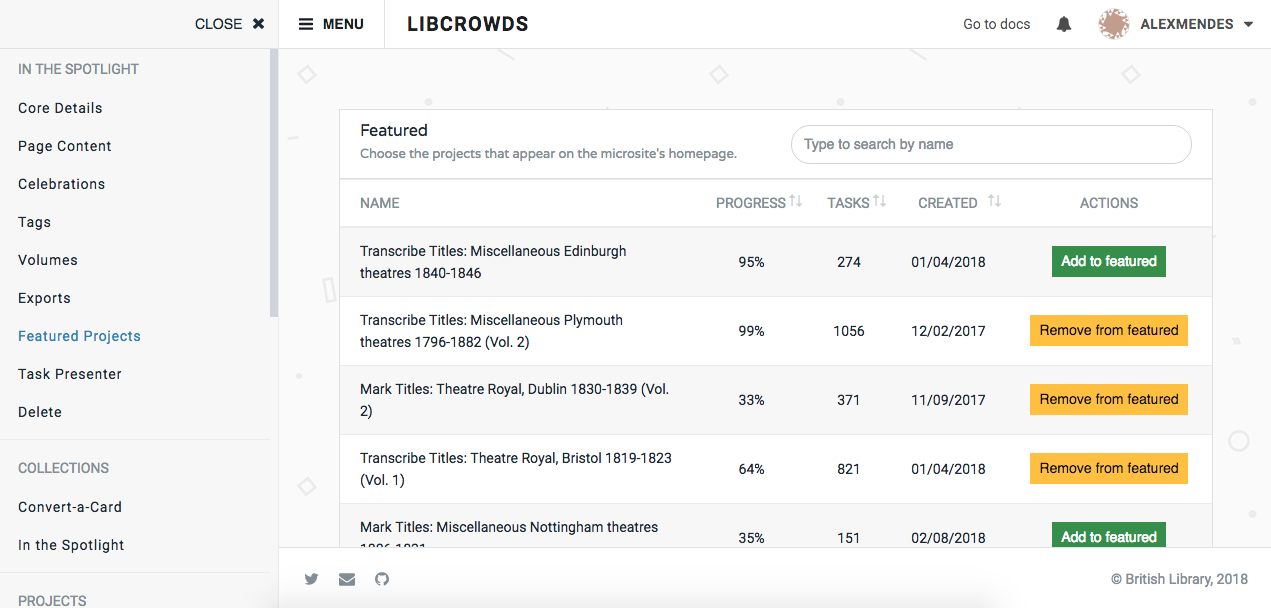 CLOSE
MENU
LIBCROWDS
Go to docs
ALEXMENDES
IN THE SPOTLIGHT
Core Details
Page Content
Celebrations
Tags
Volumes
Exports
Featured Projects
Task Presenter
Delete
COLLECTIONS
Convert-a-Card
In the Spotlight
PROJECTS
Featured
Choose the projects that appear on the microsite's homepage.
Type to search by name
NAME PROGRESS TASKS CREATED ACTIONS
Transcribe Titles: Miscellaneous Edinburgh
theatres 1840-1846
95% 274 01/04/2018 Add to featured
Transcribe Titles: Miscellaneous Plymouth
theatres 1796-1882 (Vol. 2)
99% 1056 12/02/2017 Remove from featured
Mark Titles: Theatre Royal, Dublin 1830-1839 (Vol.
2)
33% 371 11/09/2017 Remove from featured
Transcribe Titles: Theatre Royal, Bristol 1819-1823
(Vol. 1)
64% 821 01/04/2018 Remove from featured
Mark Titles: Miscellaneous Nottingham theatres
35% 151 02/08/2018 Add to featured
© British Library, 2018